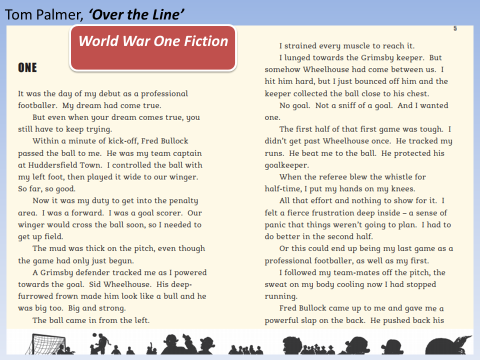 Tom Palmer, ‘Over the Line’
World War One Fiction
ONE
It was the day of my debut as a professional
footballer. My dream had come true.
But even when your dream comes true, you
still have to keep trying.
Within a minute of kick-off, Fred Bullock
passed the ball to me. He was my team captain
at Huddersfield Town. I controlled the ball with
my left foot, then played it wide to our winger.
So far, so good.
Now it was my duty to get into the penalty
area. I was a forward. I was a goal scorer. Our
winger would cross the ball soon, so I needed to
get up field.
The mud was thick on the pitch, even though
the game had only just begun.
A Grimsby defender tracked me as I powered
towards the goal. Sid Wheelhouse. His deep-
furrowed frown made him look like a bull and he
was big too. Big and strong.
The ball came in from the left.
5
I strained every muscle to reach it.
I lunged towards the Grimsby keeper. But
somehow Wheelhouse had come between us. I
hit him hard, but I just bounced off him and the
keeper collected the ball close to his chest.
No goal. Not a sniff of a goal. And I wanted
one.
The first half of that first game was tough. I
didn’t get past Wheelhouse once. He tracked my
runs. He beat me to the ball. He protected his
goalkeeper.
When the referee blew the whistle for
half-time, I put my hands on my knees.
All that effort and nothing to show for it. I
felt a fierce frustration deep inside – a sense of
panic that things weren’t going to plan. I had to
do better in the second half.
Or this could end up being my last game as a
professional footballer, as well as my first.
I followed my team-mates off the pitch, the
sweat on my body cooling now I had stopped
running.
Fred Bullock came up to me and gave me a
powerful slap on the back. He pushed back his